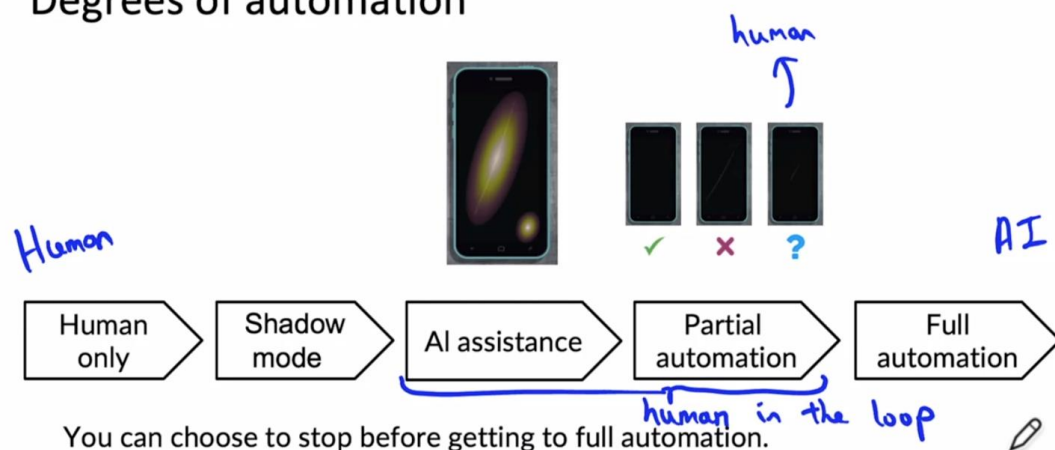 Degrees of automation
human
✓ ✗ ?
Human
AI
Human
only
Shadow
mode
AI assistance
Partial
automation
Full
automation
human in the loop
You can choose to stop before getting to full automation.